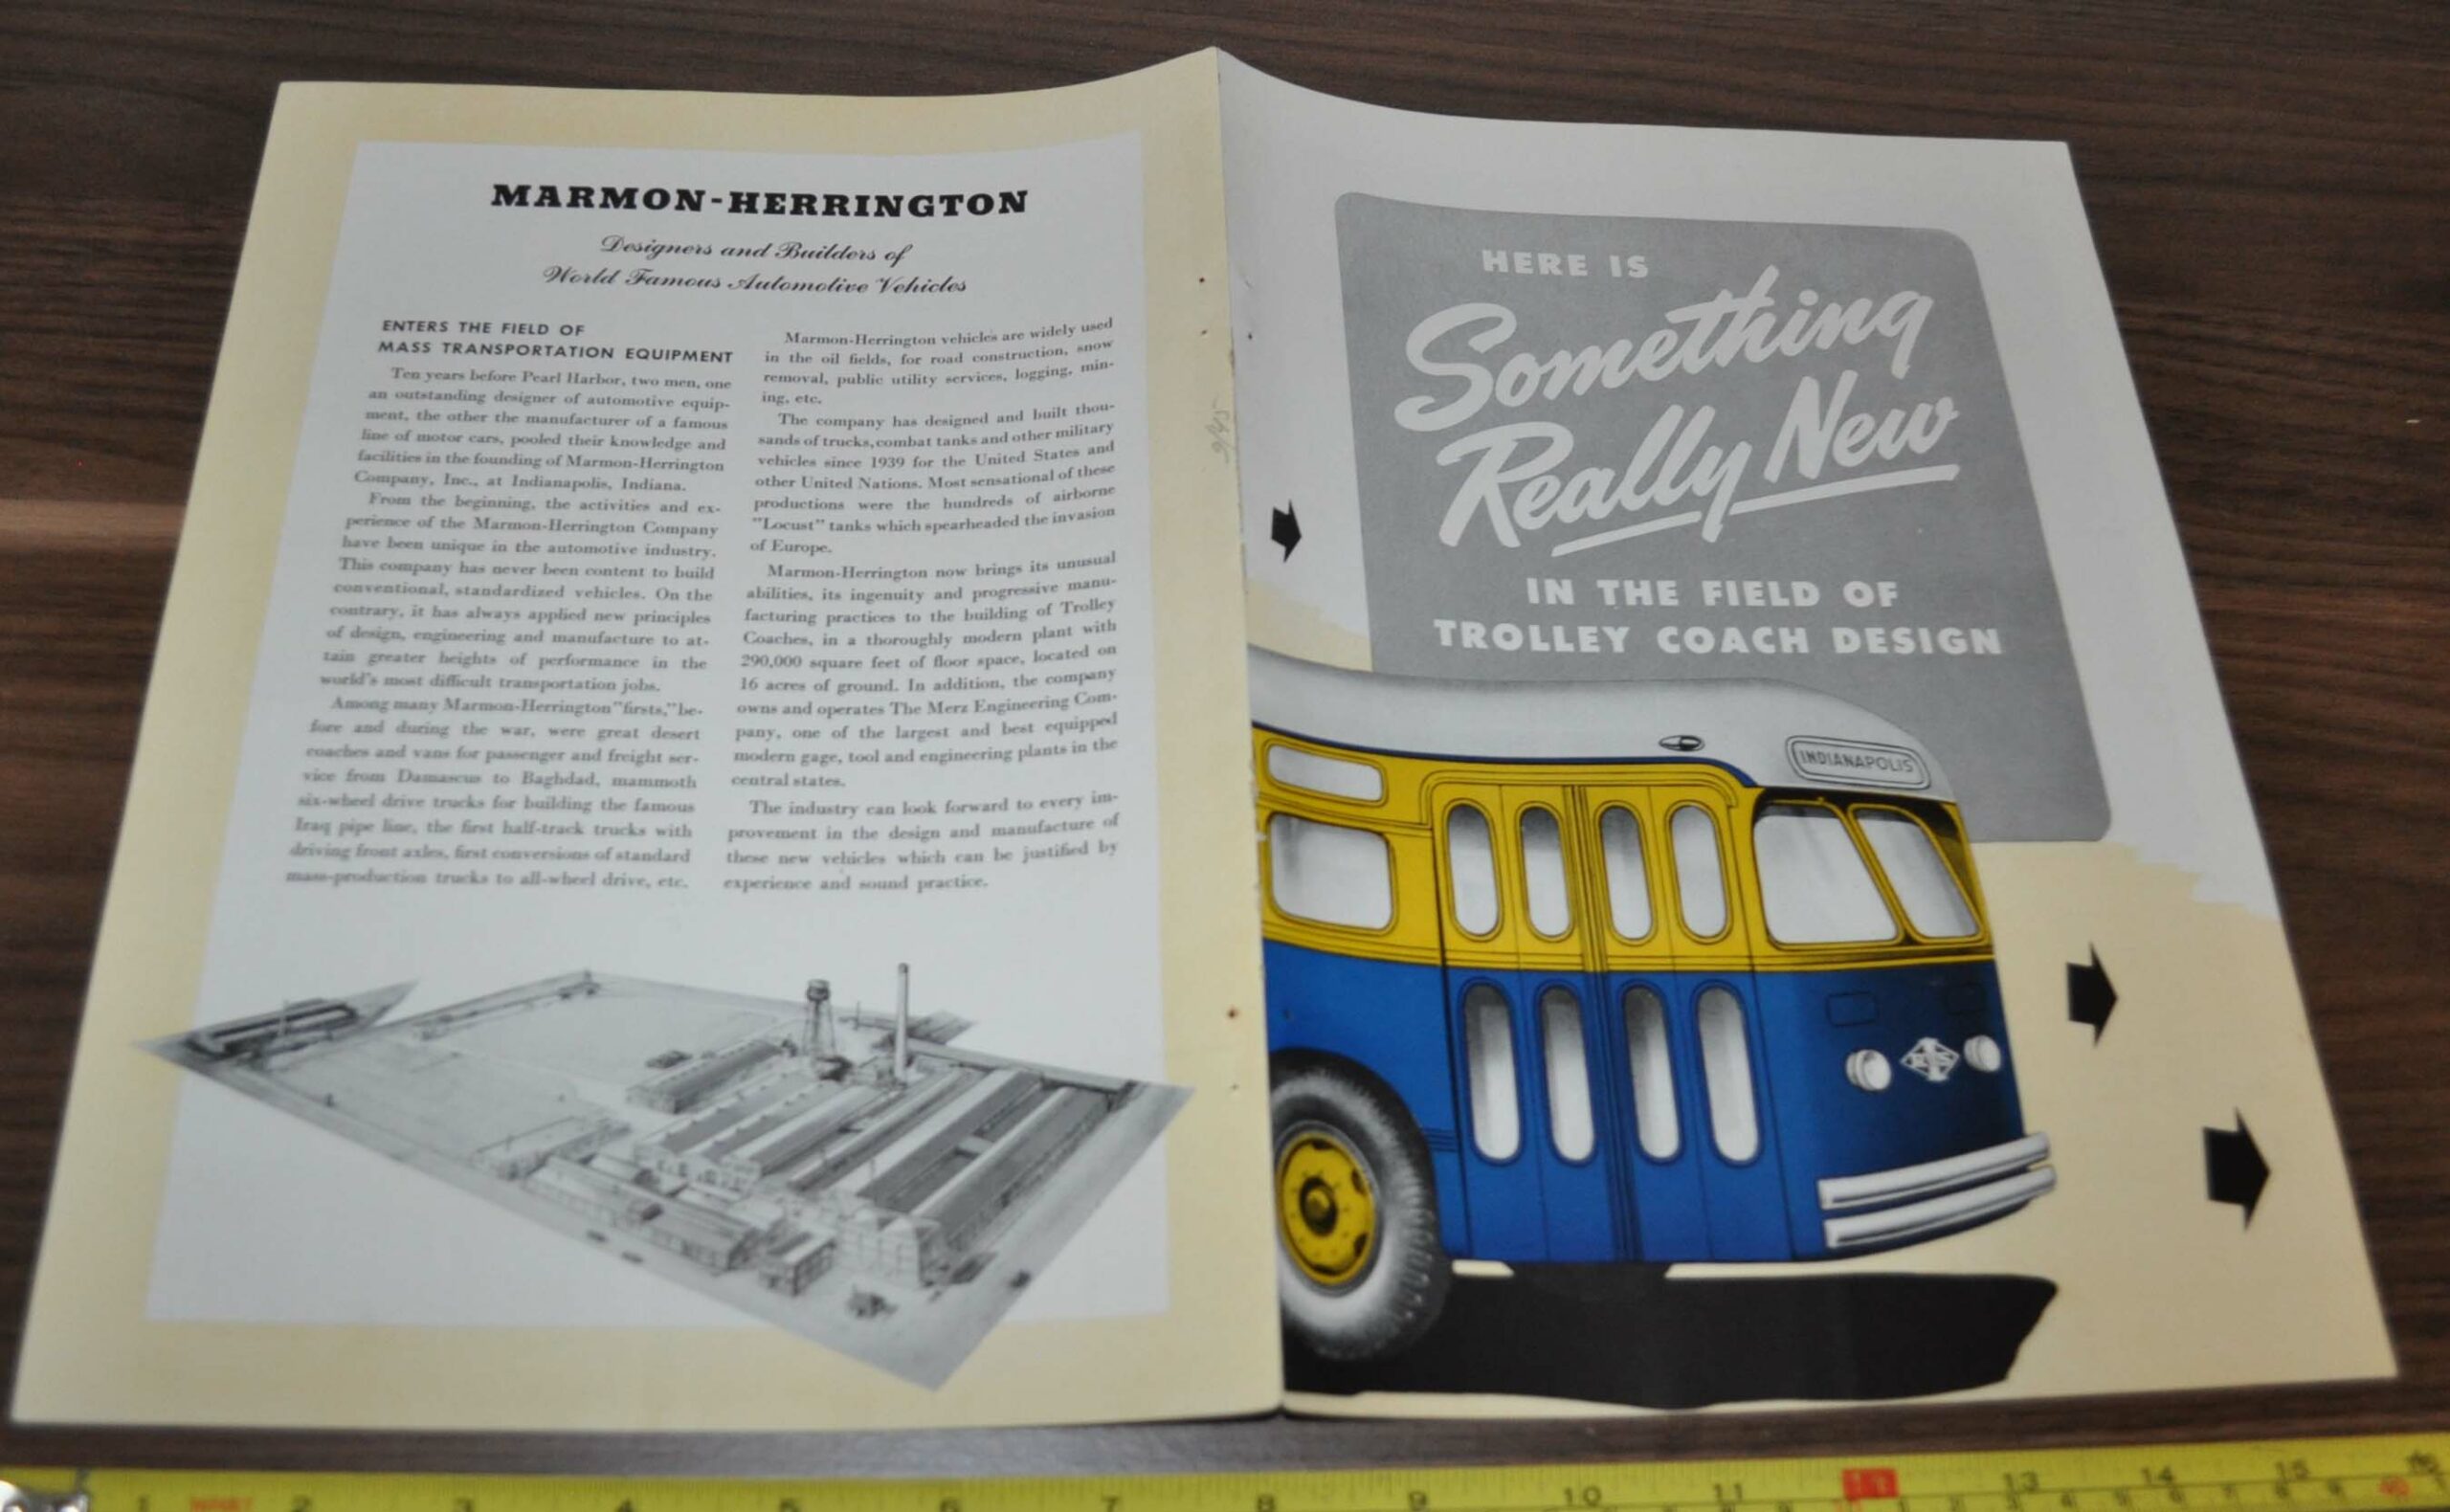 MARMON-HERRINGTON
Designers and Builders of
World Famous Automotive Vehicles
ENTERS THE FIELD OF
MASS TRANSPORTATION EQUIPMENT
Ten years before Pearl Harbor, two men, one
an outstanding designer of automotive equip-
ment, the other the manufacturer of a famous
line of motor cars, pooled their knowledge and
facilities in the founding of Marmon-Herrington
Company, Inc., at Indianapolis, Indiana.
From the beginning, the activities and ex-
perience of the Marmon-Herrington Company
have been unique in the automotive industry.
This company has never been content to build
conventional, standardized vehicles. On the
contrary, it has always applied new principles
of design, engineering and manufacture to at-
tain greater heights of performance in the
world's most difficult transportation jobs.
Among many Marmon-Herrington "firsts," be-
fore and during the war, were great desert
coaches and vans for passenger and freight ser-
vice from Damascus to Baghdad, mammoth
six-wheel drive trucks for building the famous
Iraq pipe line, the first half-track trucks with
driving front axles, first conversions of standard
mass-production trucks to all-wheel drive, etc.
Marmon-Herrington vehicles are widely used
in the oil fields, for road construction, snow
removal, public utility services, logging, min-
ing, etc.
The company has designed and built thou-
sands of trucks, combat tanks and other military
vehicles since 1939 for the United States and
other United Nations. Most sensational of these
productions were the hundreds of airborne
"Locust" tanks which spearheaded the invasion
of Europe.
Marmon-Herrington now brings its unusual
abilities, its ingenuity and progressive manu-
facturing practices to the building of Trolley
Coaches, in a thoroughly modern plant with
290,000 square feet of floor space, located on
16 acres of ground. In addition, the company
owns and operates The Merz Engineering Com-
pany, one of the largest and best equipped
modern gage, tool and engineering plants in the
central states.
The industry can look forward to every im-
provement in the design and manufacture of
these new vehicles which can be justified by
experience and sound practice.
9/45
HERE IS
Something
Really New
IN THE FIELD OF
TROLLEY COACH DESIGN
INDIANAPOLIS
1 2 3 4 5 6 7 8 9 10 11 13 14 15